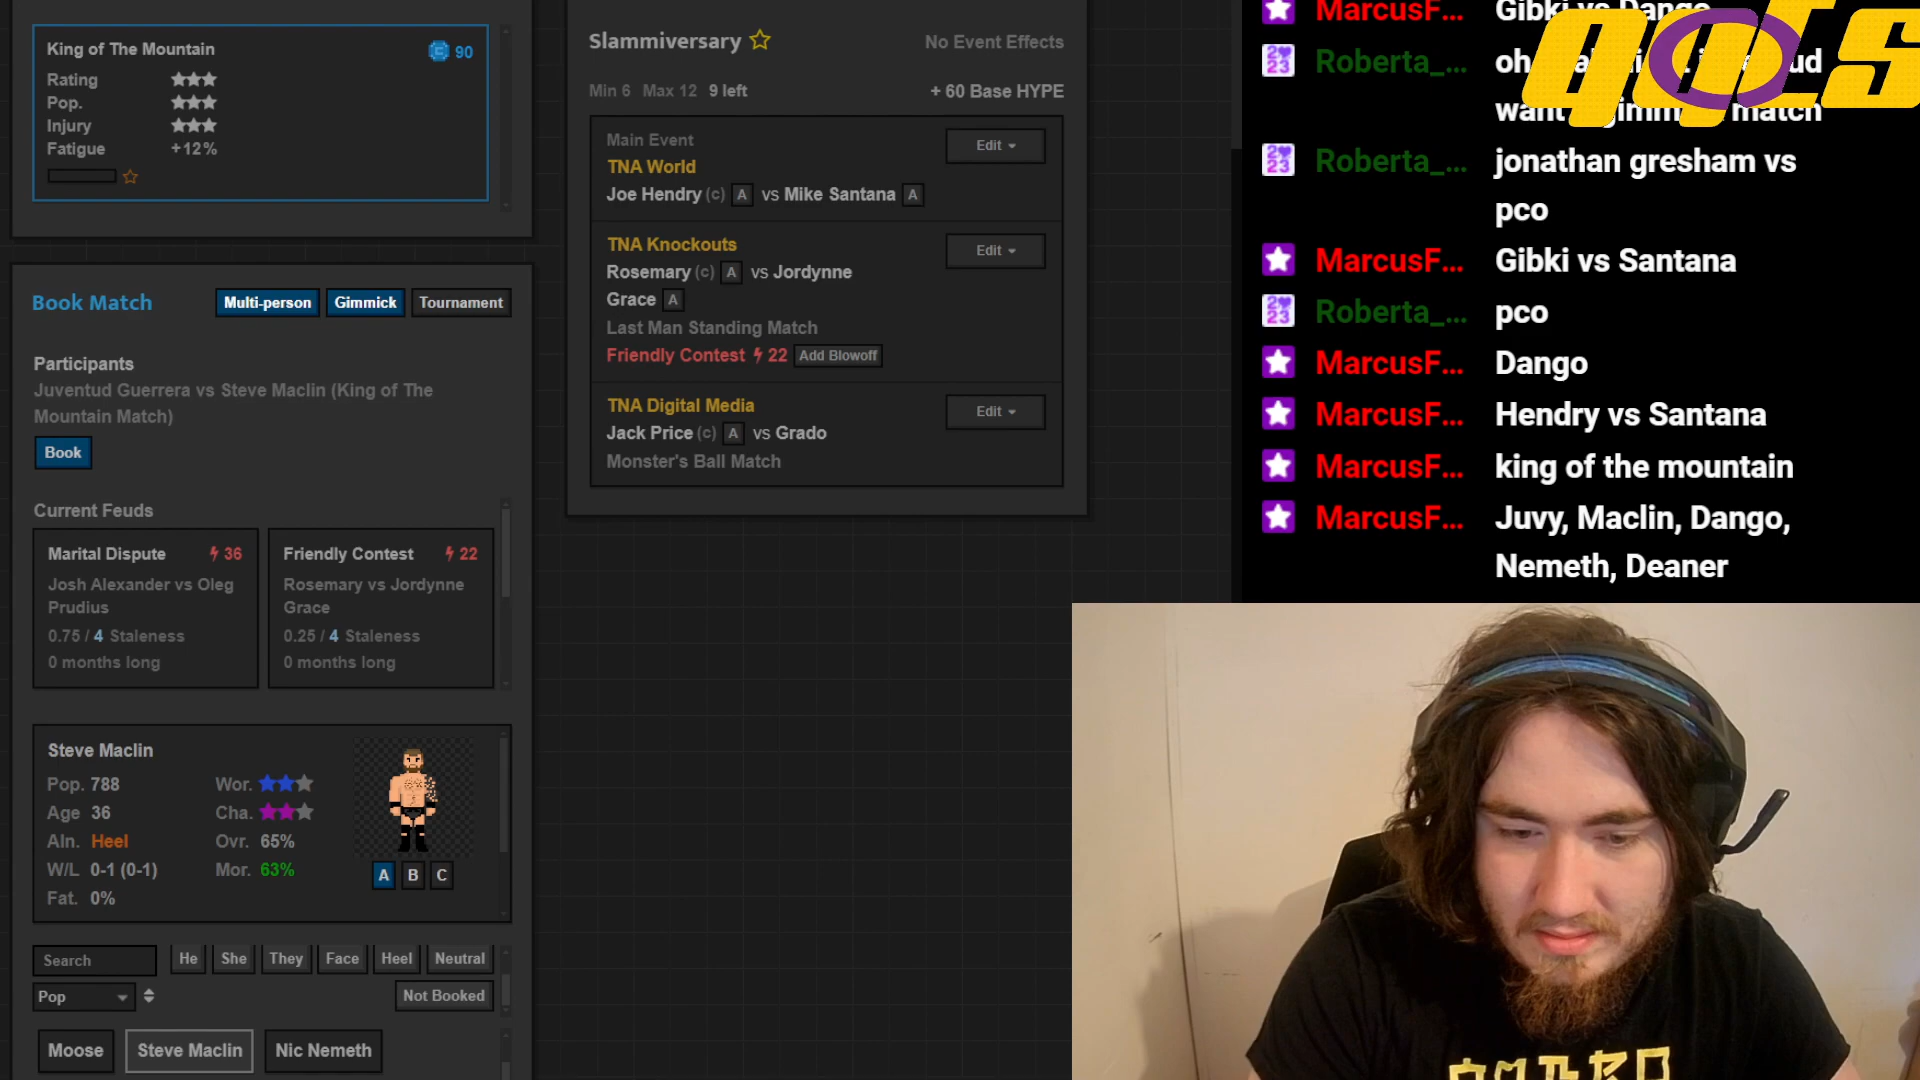 King of The Mountain
90
Rating
Pop.
Injury
Fatigue +12%
Book Match
Multi-person
Gimmick
Tournament
Participants
Juventud Guerrera vs Steve Maclin (King of The
Mountain Match)
Book
Current Feuds
Marital Dispute 36
Josh Alexander vs Oleg
Prudius
0.75 / 4 Staleness
0 months long
Friendly Contest 22
Rosemary vs Jordynne
Grace
0.25 / 4 Staleness
0 months long
Steve Maclin
Pop. 788
Wor.
Age 36
Cha.
Aln. Heel
Ovr. 65%
W/L 0-1 (0-1)
Mor. 63%
Fat. 0%
A B C
Search
He
She
They
Face
Heel
Neutral
Pop
Not Booked
Moose
Steve Maclin
Nic Nemeth
Slammiversary
No Event Effects
Min 6 Max 12 9 left
+ 60 Base HYPE
Main Event
Edit
TNA World
Joe Hendry (c) A vs Mike Santana A
TNA Knockouts
Edit
Rosemary (c) A vs Jordynne
Grace A
Last Man Standing Match
Friendly Contest 22 Add Blowoff
TNA Digital Media
Edit
Jack Price (c) A vs Grado
Monster's Ball Match
MarcusF... Gibki vs Dango
Roberta_... oh
want match
Roberta_... jonathan gresham vs
pco
MarcusF... Gibki vs Santana
Roberta_... pco
MarcusF... Dango
MarcusF... Hendry vs Santana
MarcusF... king of the mountain
MarcusF... Juvy, Maclin, Dango,
Nemeth, Deaner